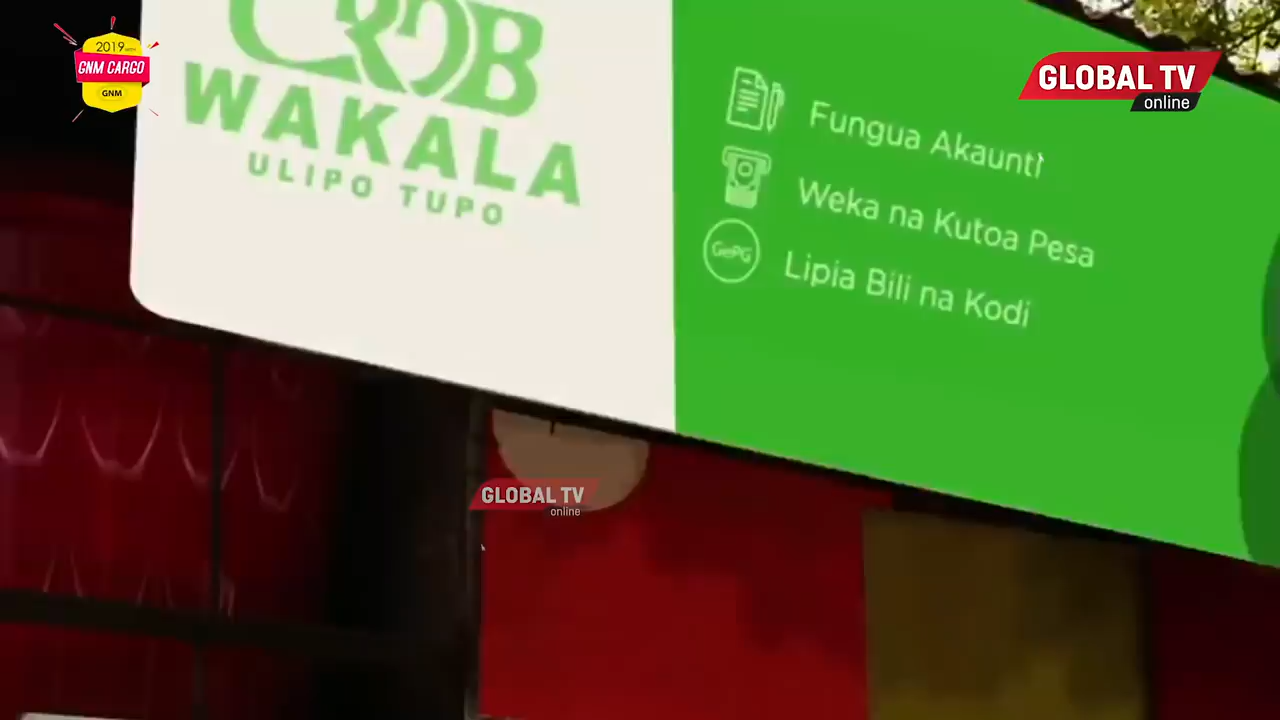 2019
GNM CARGO
GNM
GLOBAL TV
online
CRDB
WAKALA
ULIPO TUPO
Fungua Akaunti
Weka na Kutoa Pesa
GePG
Lipia Bili na Kodi
GLOBAL TV
online